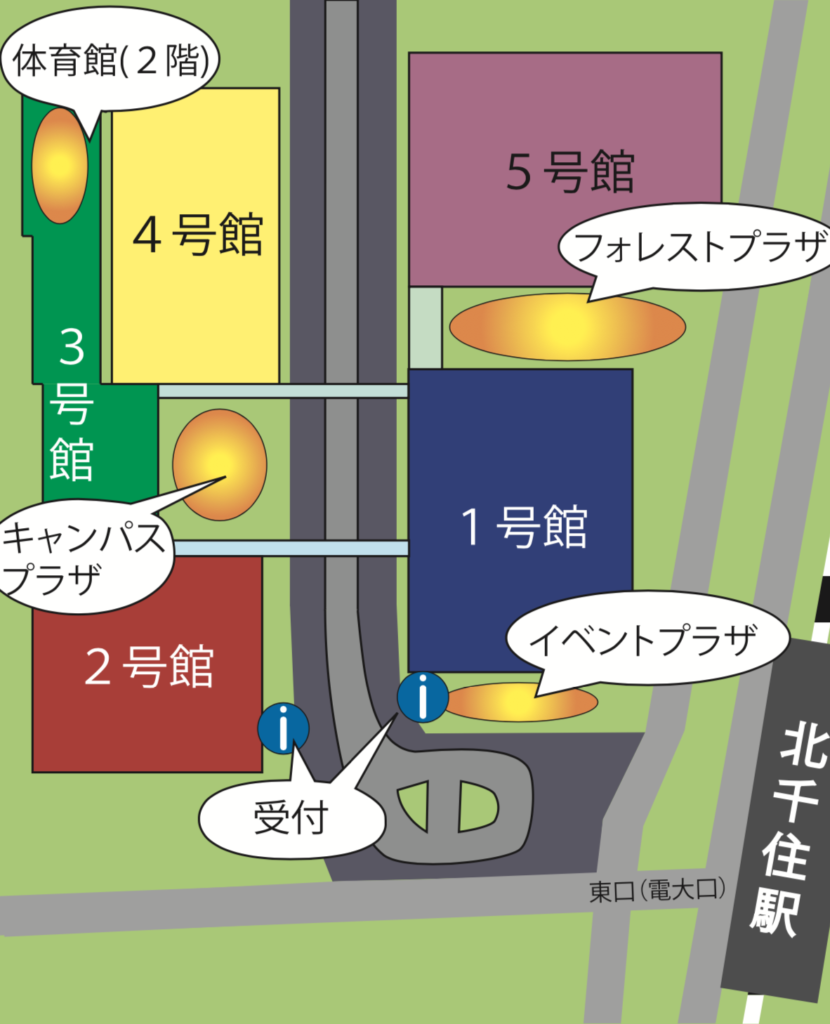 体育館(２階)
４号館
５号館
フォレストプラザ
３号館
キャンパス
プラザ
１号館
２号館
イベントプラザ
i
i
受付
北千住駅
東口(電大口)